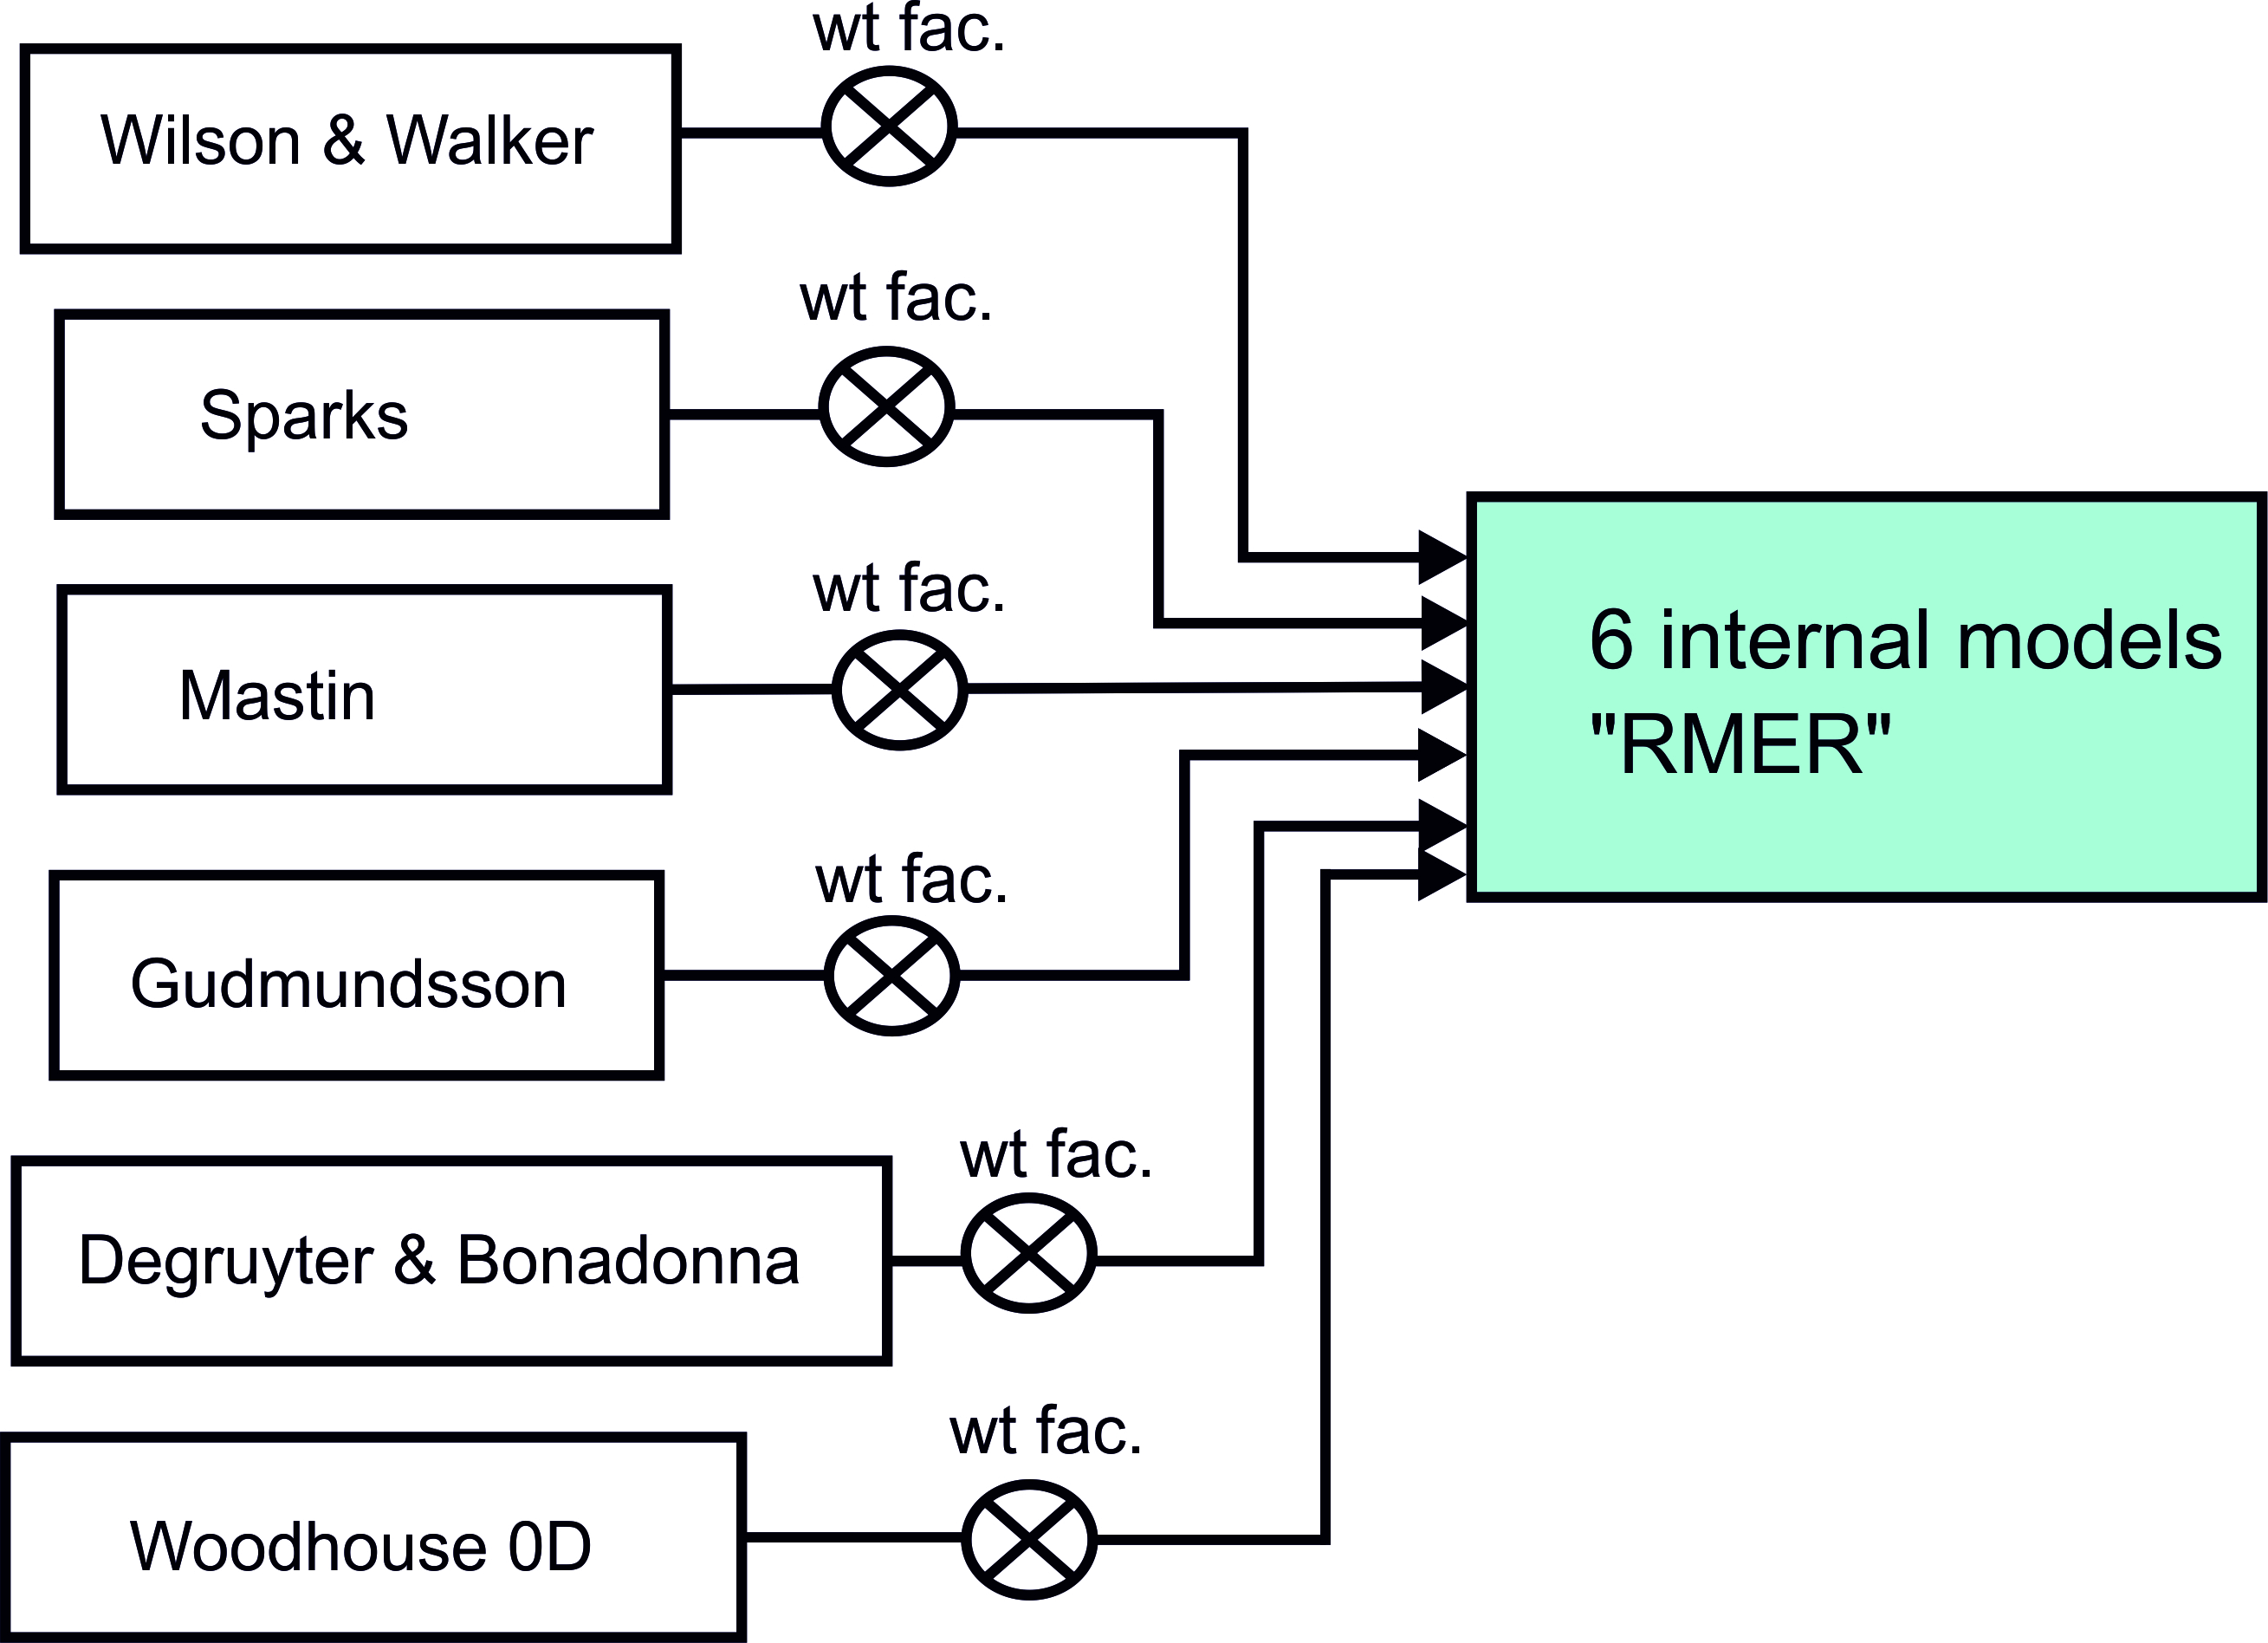 wt fac.
Wilson & Walker
wt fac.
Sparks
wt fac.
Mastin
wt fac.
Gudmundsson
wt fac.
Degruyter & Bonadonna
wt fac.
Woodhouse 0D
6 internal models
"RMER"